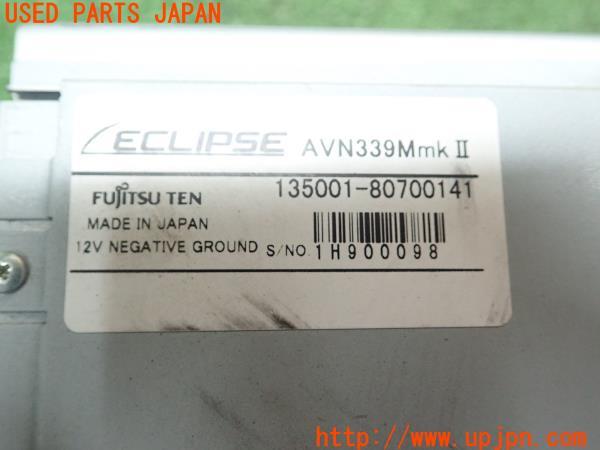 USED PARTS JAPAN
ECLIPSE AVN339Mmk II
FUJITSU TEN 135001-80700141
MADE IN JAPAN
12V NEGATIVE GROUND S/NO. 1H900098
http://www.upjpn.com